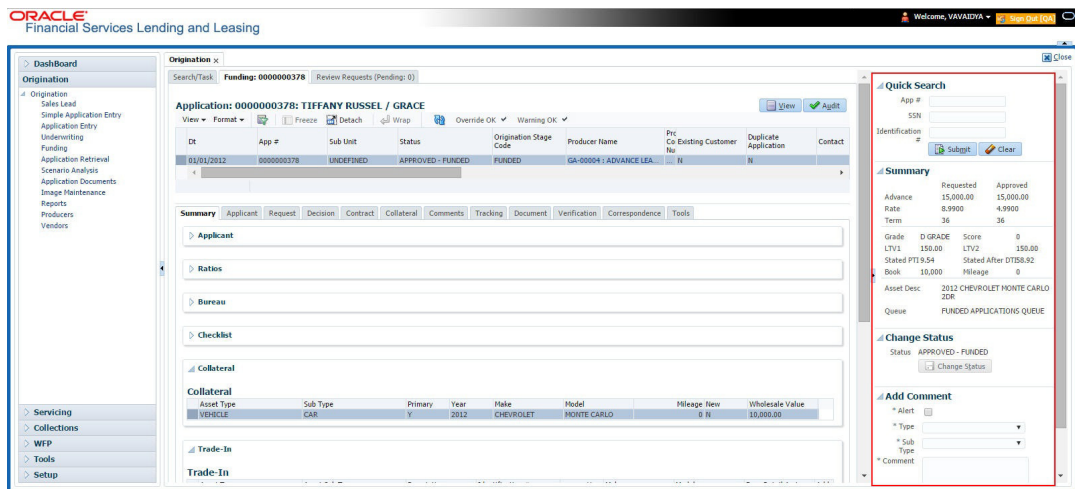 ORACLE
Financial Services Lending and Leasing
Welcome, VAVAIDYA
Sign Out [QA]
DashBoard
Origination
Origination
Sales Lead
Simple Application Entry
Application Entry
Underwriting
Funding
Application Retrieval
Scenario Analysis
Application Documents
Image Maintenance
Reports
Producers
Vendors
Servicing
Collections
WFP
Tools
Setup
Origination x
Close
Search/Task Funding: 0000000378 Review Requests (Pending: 0)
Application: 0000000378: TIFFANY RUSSEL / GRACE
View Audit
View Format Freeze Detach Wrap Override OK Warning OK
Dt App # Sub Unit Status Origination Stage Code Producer Name Prc Co Nu Existing Customer Duplicate Application Contact
01/01/2012 0000000378 UNDEFINED APPROVED - FUNDED FUNDED GA-00004 : ADVANCE LEA... ... N N
Summary Applicant Request Decision Contract Collateral Comments Tracking Document Verification Correspondence Tools
Applicant
Ratios
Bureau
Checklist
Collateral
Collateral
Asset Type Sub Type Primary Year Make Model Mileage New Wholesale Value
VEHICLE CAR Y 2012 CHEVROLET MONTE CARLO 0 N 10,000.00
Trade-In
Trade-In
Quick Search
App #
SSN
Identification #
Submit Clear
Summary
Requested Approved
Advance 15,000.00 15,000.00
Rate 8.9900 4.9900
Term 36 36
Grade D GRADE Score 0
LTV1 150.00 LTV2 150.00
Stated PTI 9.54 Stated After DTI 58.92
Book 10,000 Mileage 0
Asset Desc 2012 CHEVROLET MONTE CARLO 2DR
Queue FUNDED APPLICATIONS QUEUE
Change Status
Status APPROVED - FUNDED
Change Status
Add Comment
* Alert
* Type
* Sub Type
* Comment